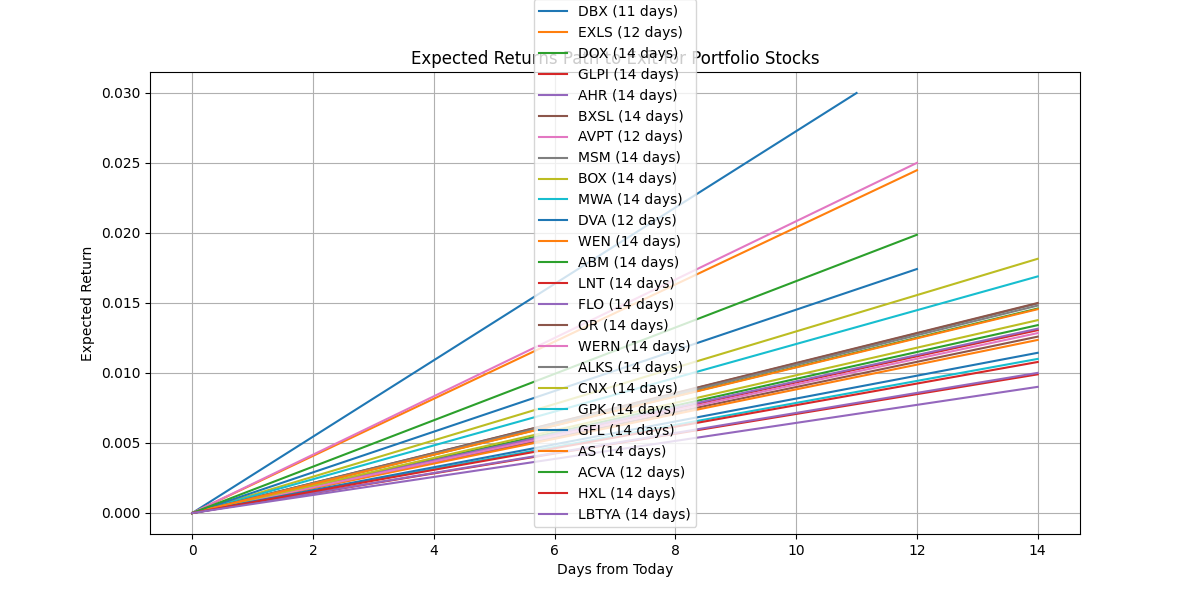 Expected Returns Path to Exit for Portfolio Stocks
DBX (11 days)
EXLS (12 days)
DOX (14 days)
GLPI (14 days)
AHR (14 days)
BXSL (14 days)
AVPT (12 days)
MSM (14 days)
BOX (14 days)
MWA (14 days)
DVA (12 days)
WEN (14 days)
ABM (14 days)
LNT (14 days)
FLO (14 days)
OR (14 days)
WERN (14 days)
ALKS (14 days)
CNX (14 days)
GPK (14 days)
GFL (14 days)
AS (14 days)
ACVA (12 days)
HXL (14 days)
LBTYA (14 days)
Expected Return
0.030
0.025
0.020
0.015
0.010
0.005
0.000
0 2 4 6 8 10 12 14
Days from Today